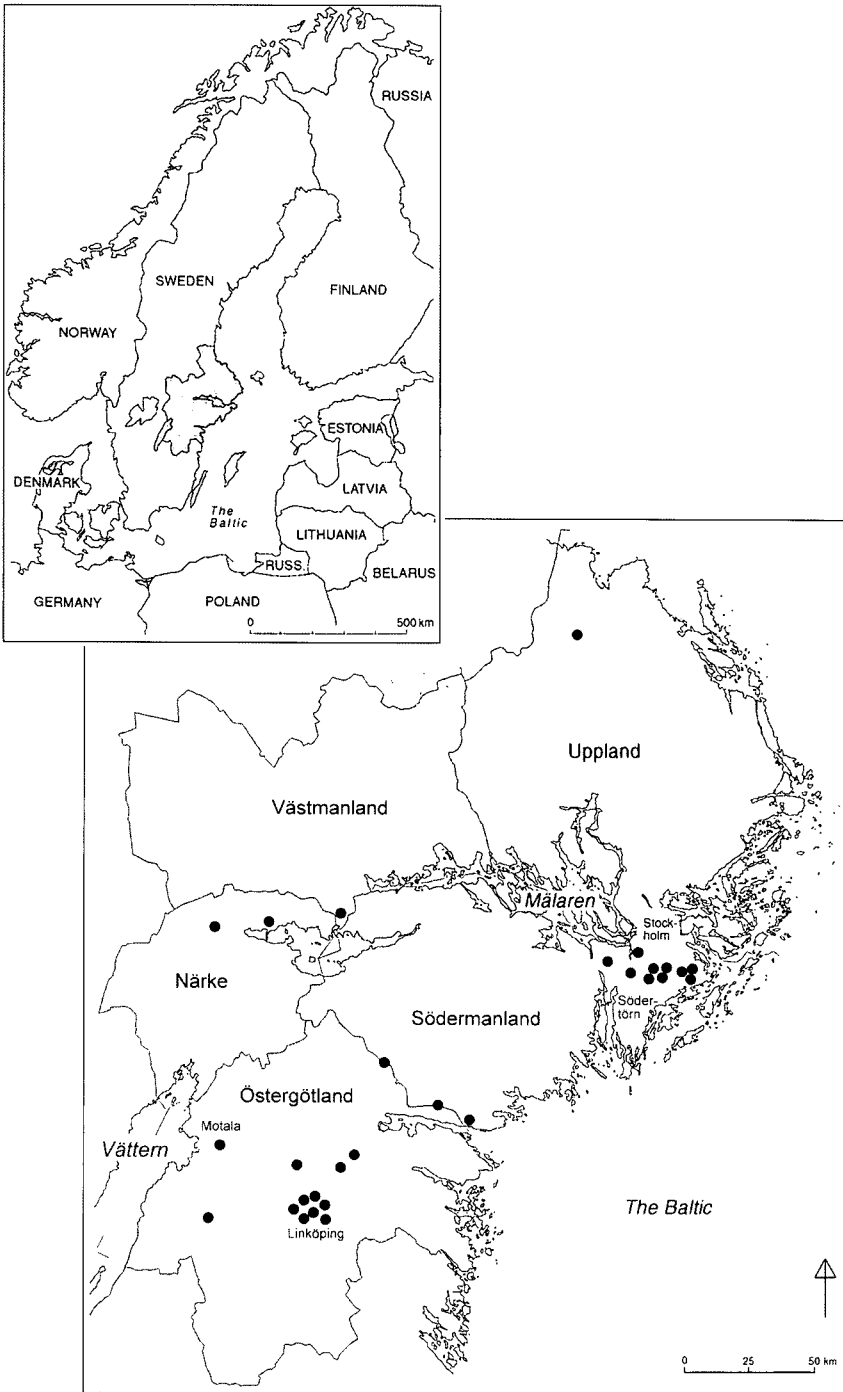 RUSSIA
SWEDEN
FINLAND
NORWAY
ESTONIA
DENMARK
LATVIA
The
Baltic
LITHUANIA
RUSS.
BELARUS
GERMANY
POLAND
0 500 km
Uppland
Västmanland
Mälaren
Stock-
holm
Närke
Söder-
törn
Södermanland
Östergötland
Motala
Vättern
The Baltic
Linköping
0 25 50 km